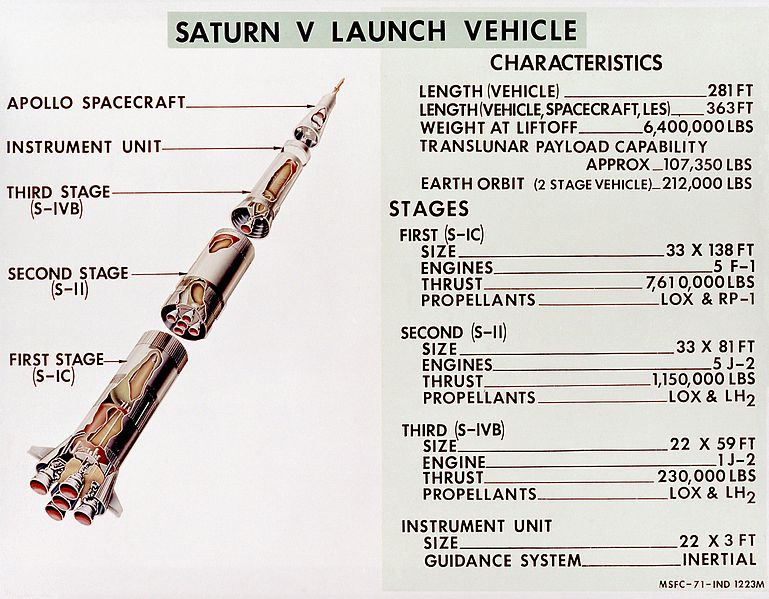 SATURN V LAUNCH VEHICLE
APOLLO SPACECRAFT
INSTRUMENT UNIT
THIRD STAGE
(S-IVB)
SECOND STAGE
(S-II)
FIRST STAGE
(S-IC)
CHARACTERISTICS
LENGTH (VEHICLE) 281 FT
LENGTH (VEHICLE, SPACECRAFT, LES) 363 FT
WEIGHT AT LIFTOFF 6,400,000 LBS
TRANSLUNAR PAYLOAD CAPABILITY
APPROX 107,350 LBS
EARTH ORBIT (2 STAGE VEHICLE) 212,000 LBS
STAGES
FIRST (S-IC)
SIZE 33 X 138 FT
ENGINES 5 F-1
THRUST 7,610,000 LBS
PROPELLANTS LOX & RP-1
SECOND (S-II)
SIZE 33 X 81 FT
ENGINES 5 J-2
THRUST 1,150,000 LBS
PROPELLANTS LOX & LH2
THIRD (S-IVB)
SIZE 22 X 59 FT
ENGINE 1 J-2
THRUST 230,000 LBS
PROPELLANTS LOX & LH2
INSTRUMENT UNIT
SIZE 22 X 3 FT
GUIDANCE SYSTEM INERTIAL
MSFC-71-IND 1223M